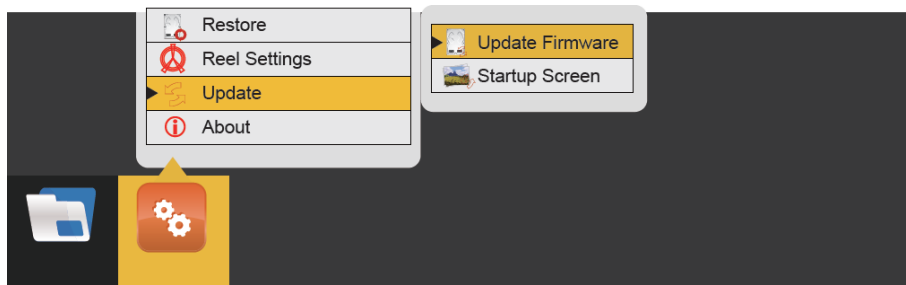 Restore
Reel Settings
Update
About
Update Firmware
Startup Screen